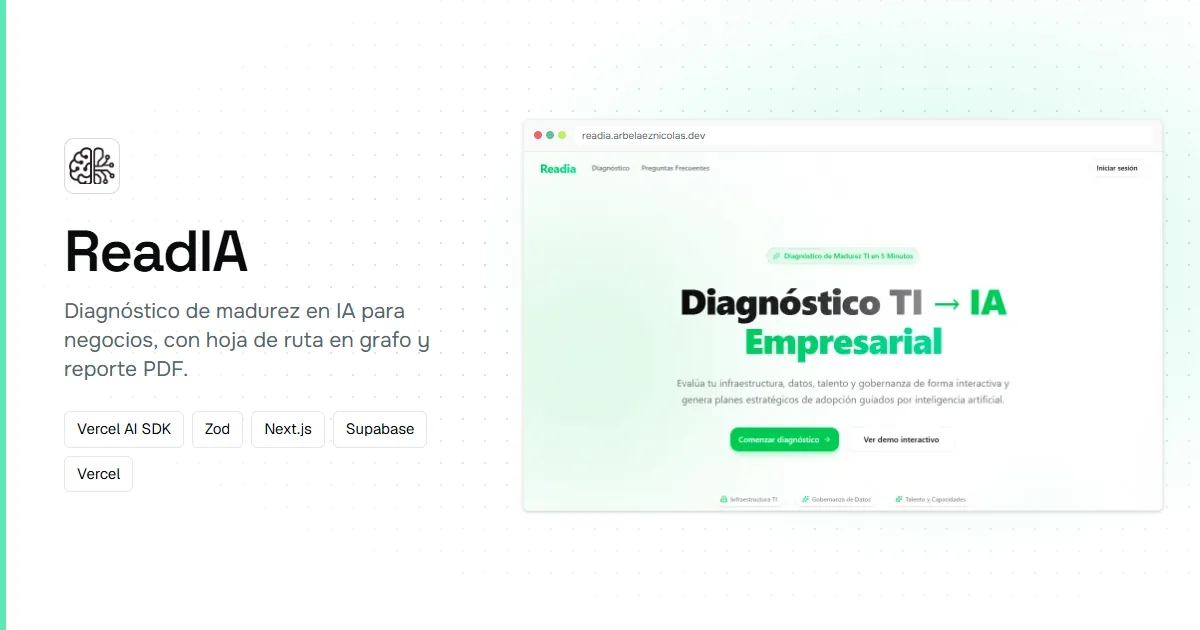 ReadIA
Diagnóstico de madurez en IA para
negocios, con hoja de ruta en grafo y
reporte PDF.
Vercel AI SDK
Zod
Next.js
Supabase
Vercel
readia.arbelaeznicolas.dev
Readia
Diagnóstico
Preguntas Frecuentes
Iniciar sesión
Diagnóstico de Madurez TI en 5 Minutos
Diagnóstico TI → IA
Empresarial
Evalúa tu infraestructura, datos, talento y gobernanza de forma interactiva y
genera planes estratégicos de adopción guiados por inteligencia artificial.
Comenzar diagnóstico →
Ver demo interactivo
Infraestructura TI
Gobernanza de Datos
Talento y Capacidades